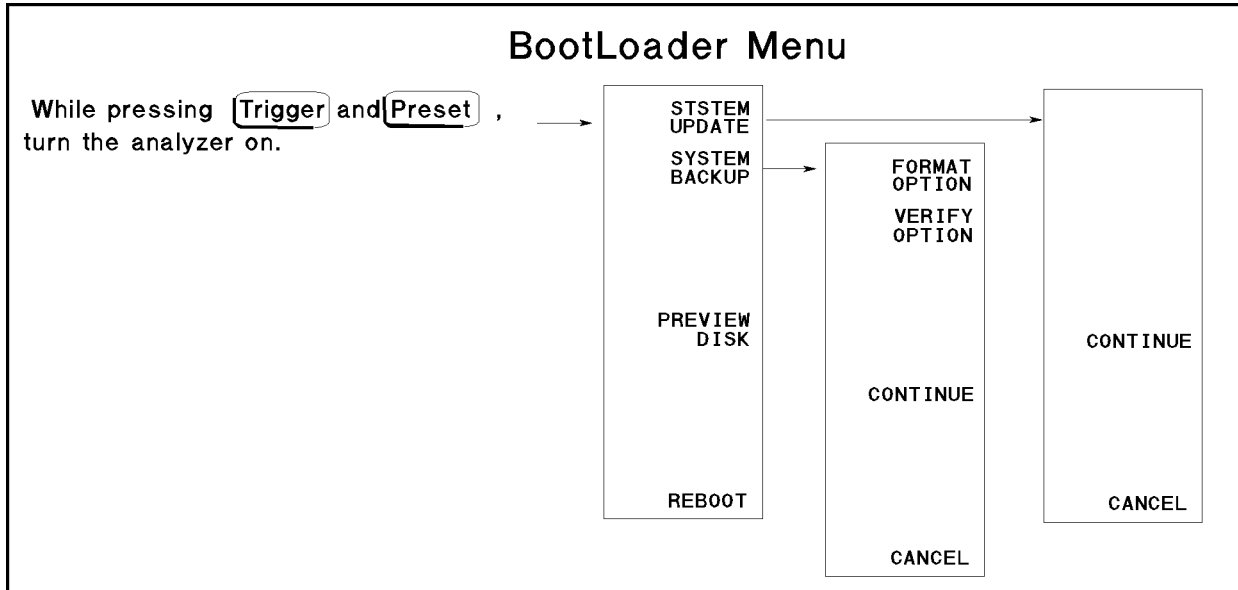 BootLoader Menu
While pressing Trigger and Preset ,
turn the analyzer on.
STSTEM
UPDATE
SYSTEM
BACKUP
PREVIEW
DISK
REBOOT
FORMAT
OPTION
VERIFY
OPTION
CONTINUE
CANCEL
CONTINUE
CANCEL